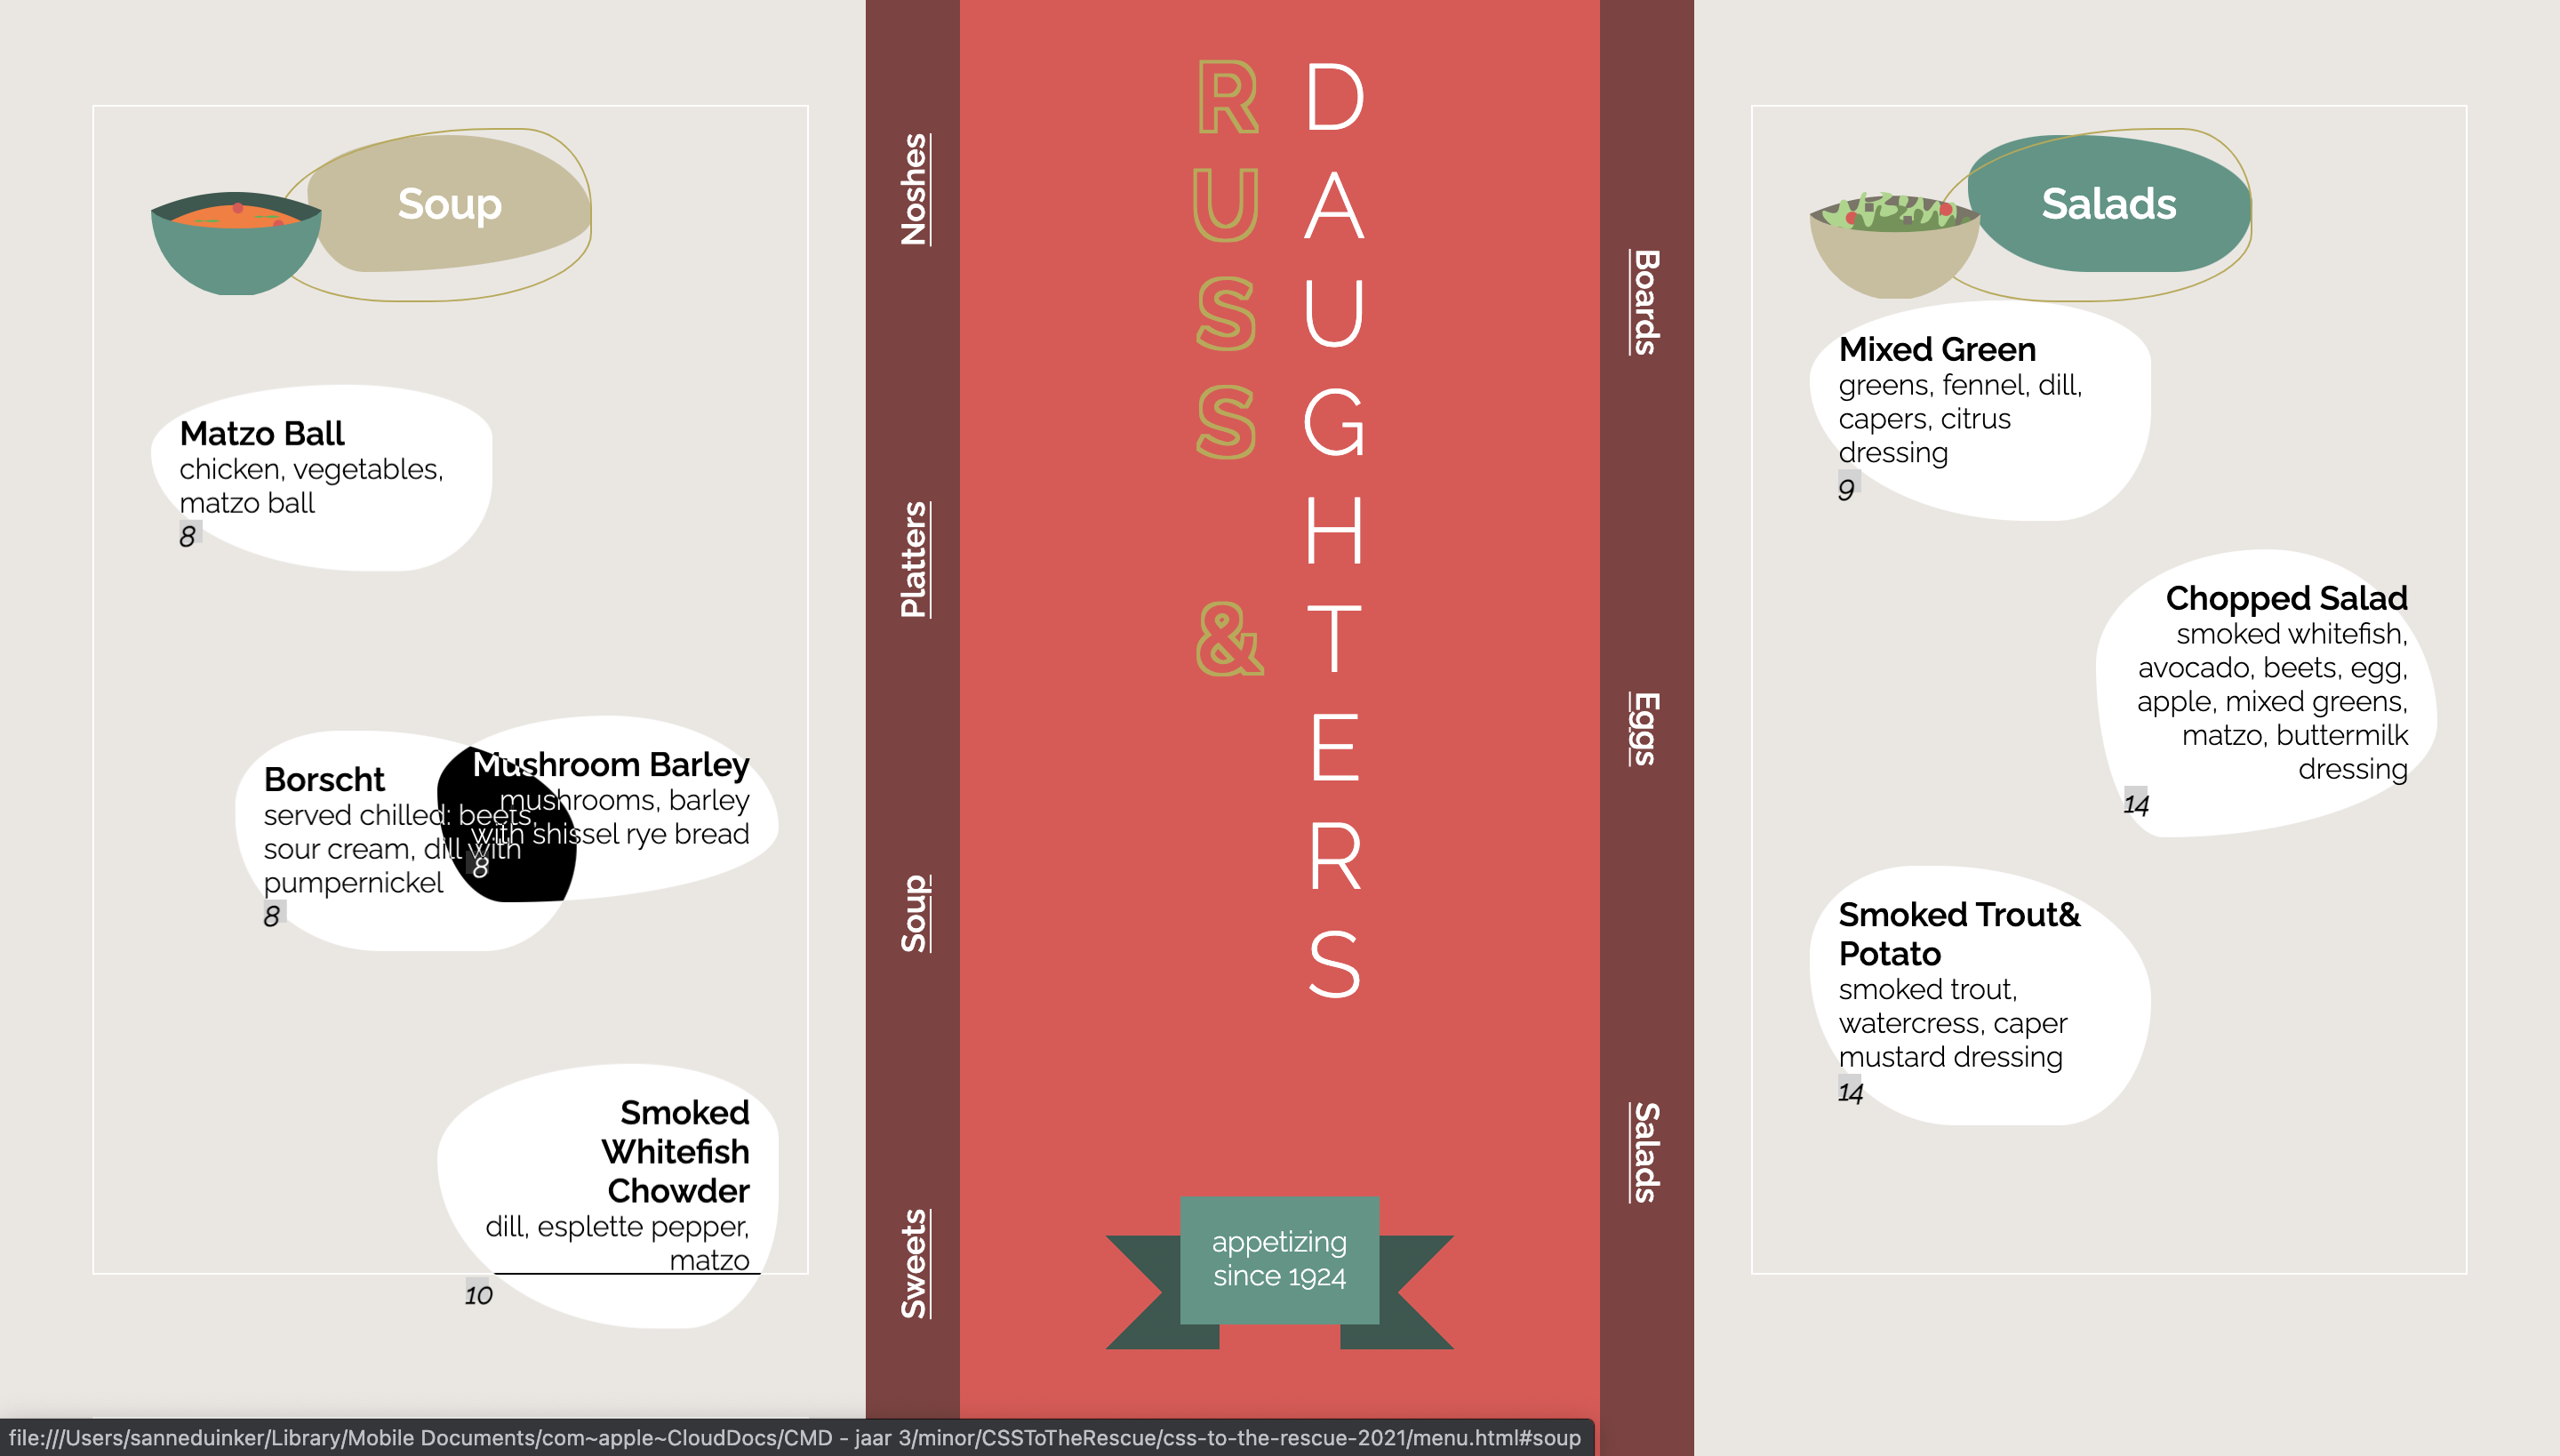 Soup
Matzo Ball
chicken, vegetables,
matzo ball
8
Borscht
served chilled: beets,
sour cream, dill with
pumpernickel
8
Mushroom Barley
mushrooms, barley
with shissel rye bread
8
Smoked
Whitefish
Chowder
dill, esplette pepper,
matzo
10
Noshes
Platters
Soup
Sweets
RUSS &
DAUGHTERS
appetizing
since 1924
Boards
Eggs
Salads
Salads
Mixed Green
greens, fennel, dill,
capers, citrus
dressing
9
Chopped Salad
smoked whitefish,
avocado, beets, egg,
apple, mixed greens,
matzo, buttermilk
dressing
14
Smoked Trout&
Potato
smoked trout,
watercress, caper
mustard dressing
14
file:///Users/sanneduinker/Library/Mobile Documents/com~apple~CloudDocs/CMD - jaar 3/minor/CSSToTheRescue/css-to-the-rescue-2021/menu.html#soup